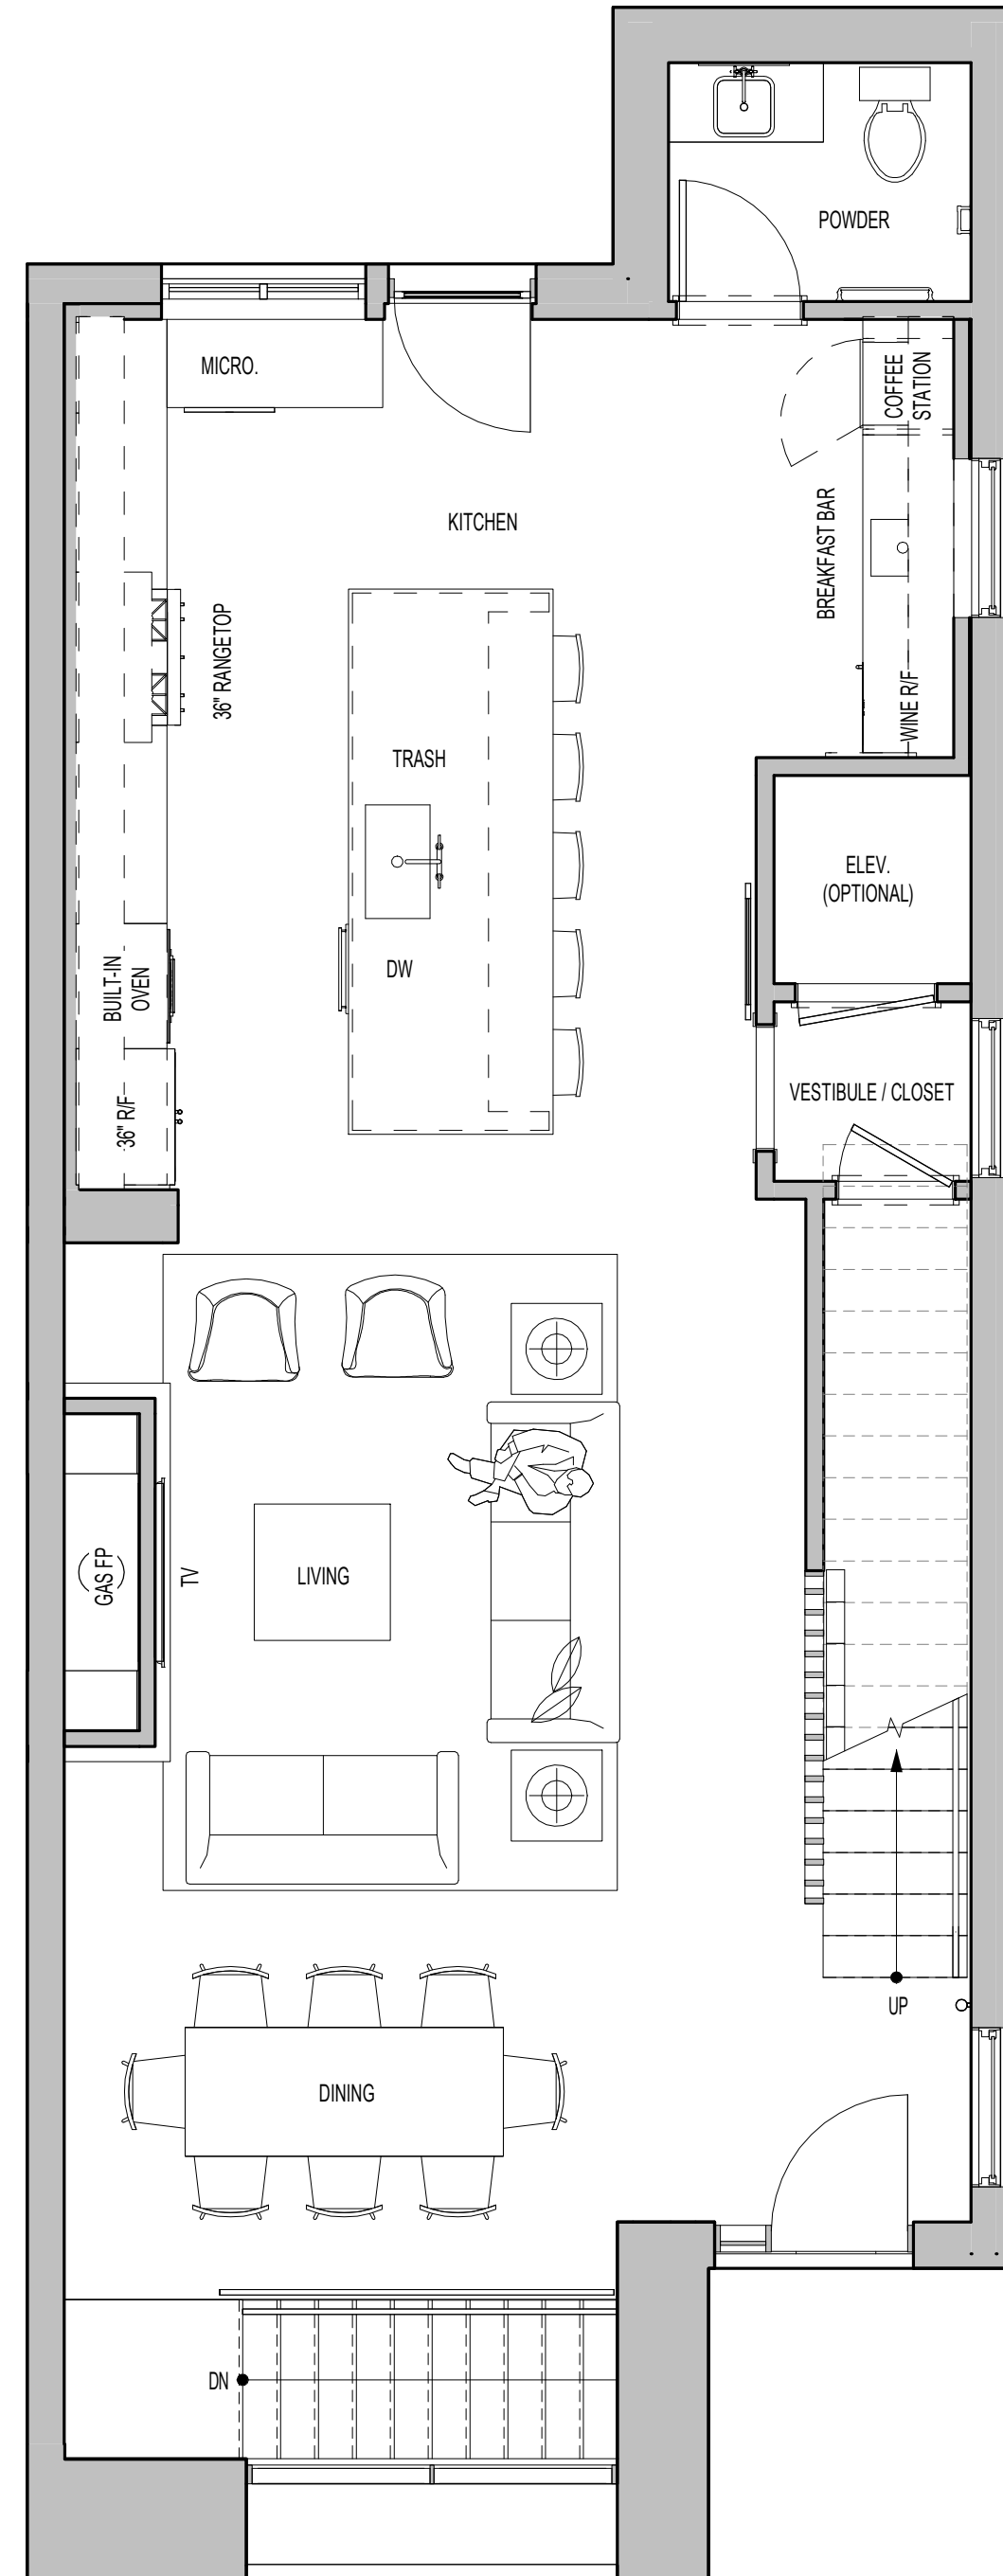 POWDER
MICRO.
COFFEE
STATION
KITCHEN
BREAKFAST BAR
36" RANGETOP
WINE R/F
TRASH
ELEV.
(OPTIONAL)
BUILT-IN
OVEN
DW
VESTIBULE / CLOSET
36" R/F
GAS FP
TV
LIVING
UP
DINING
DN